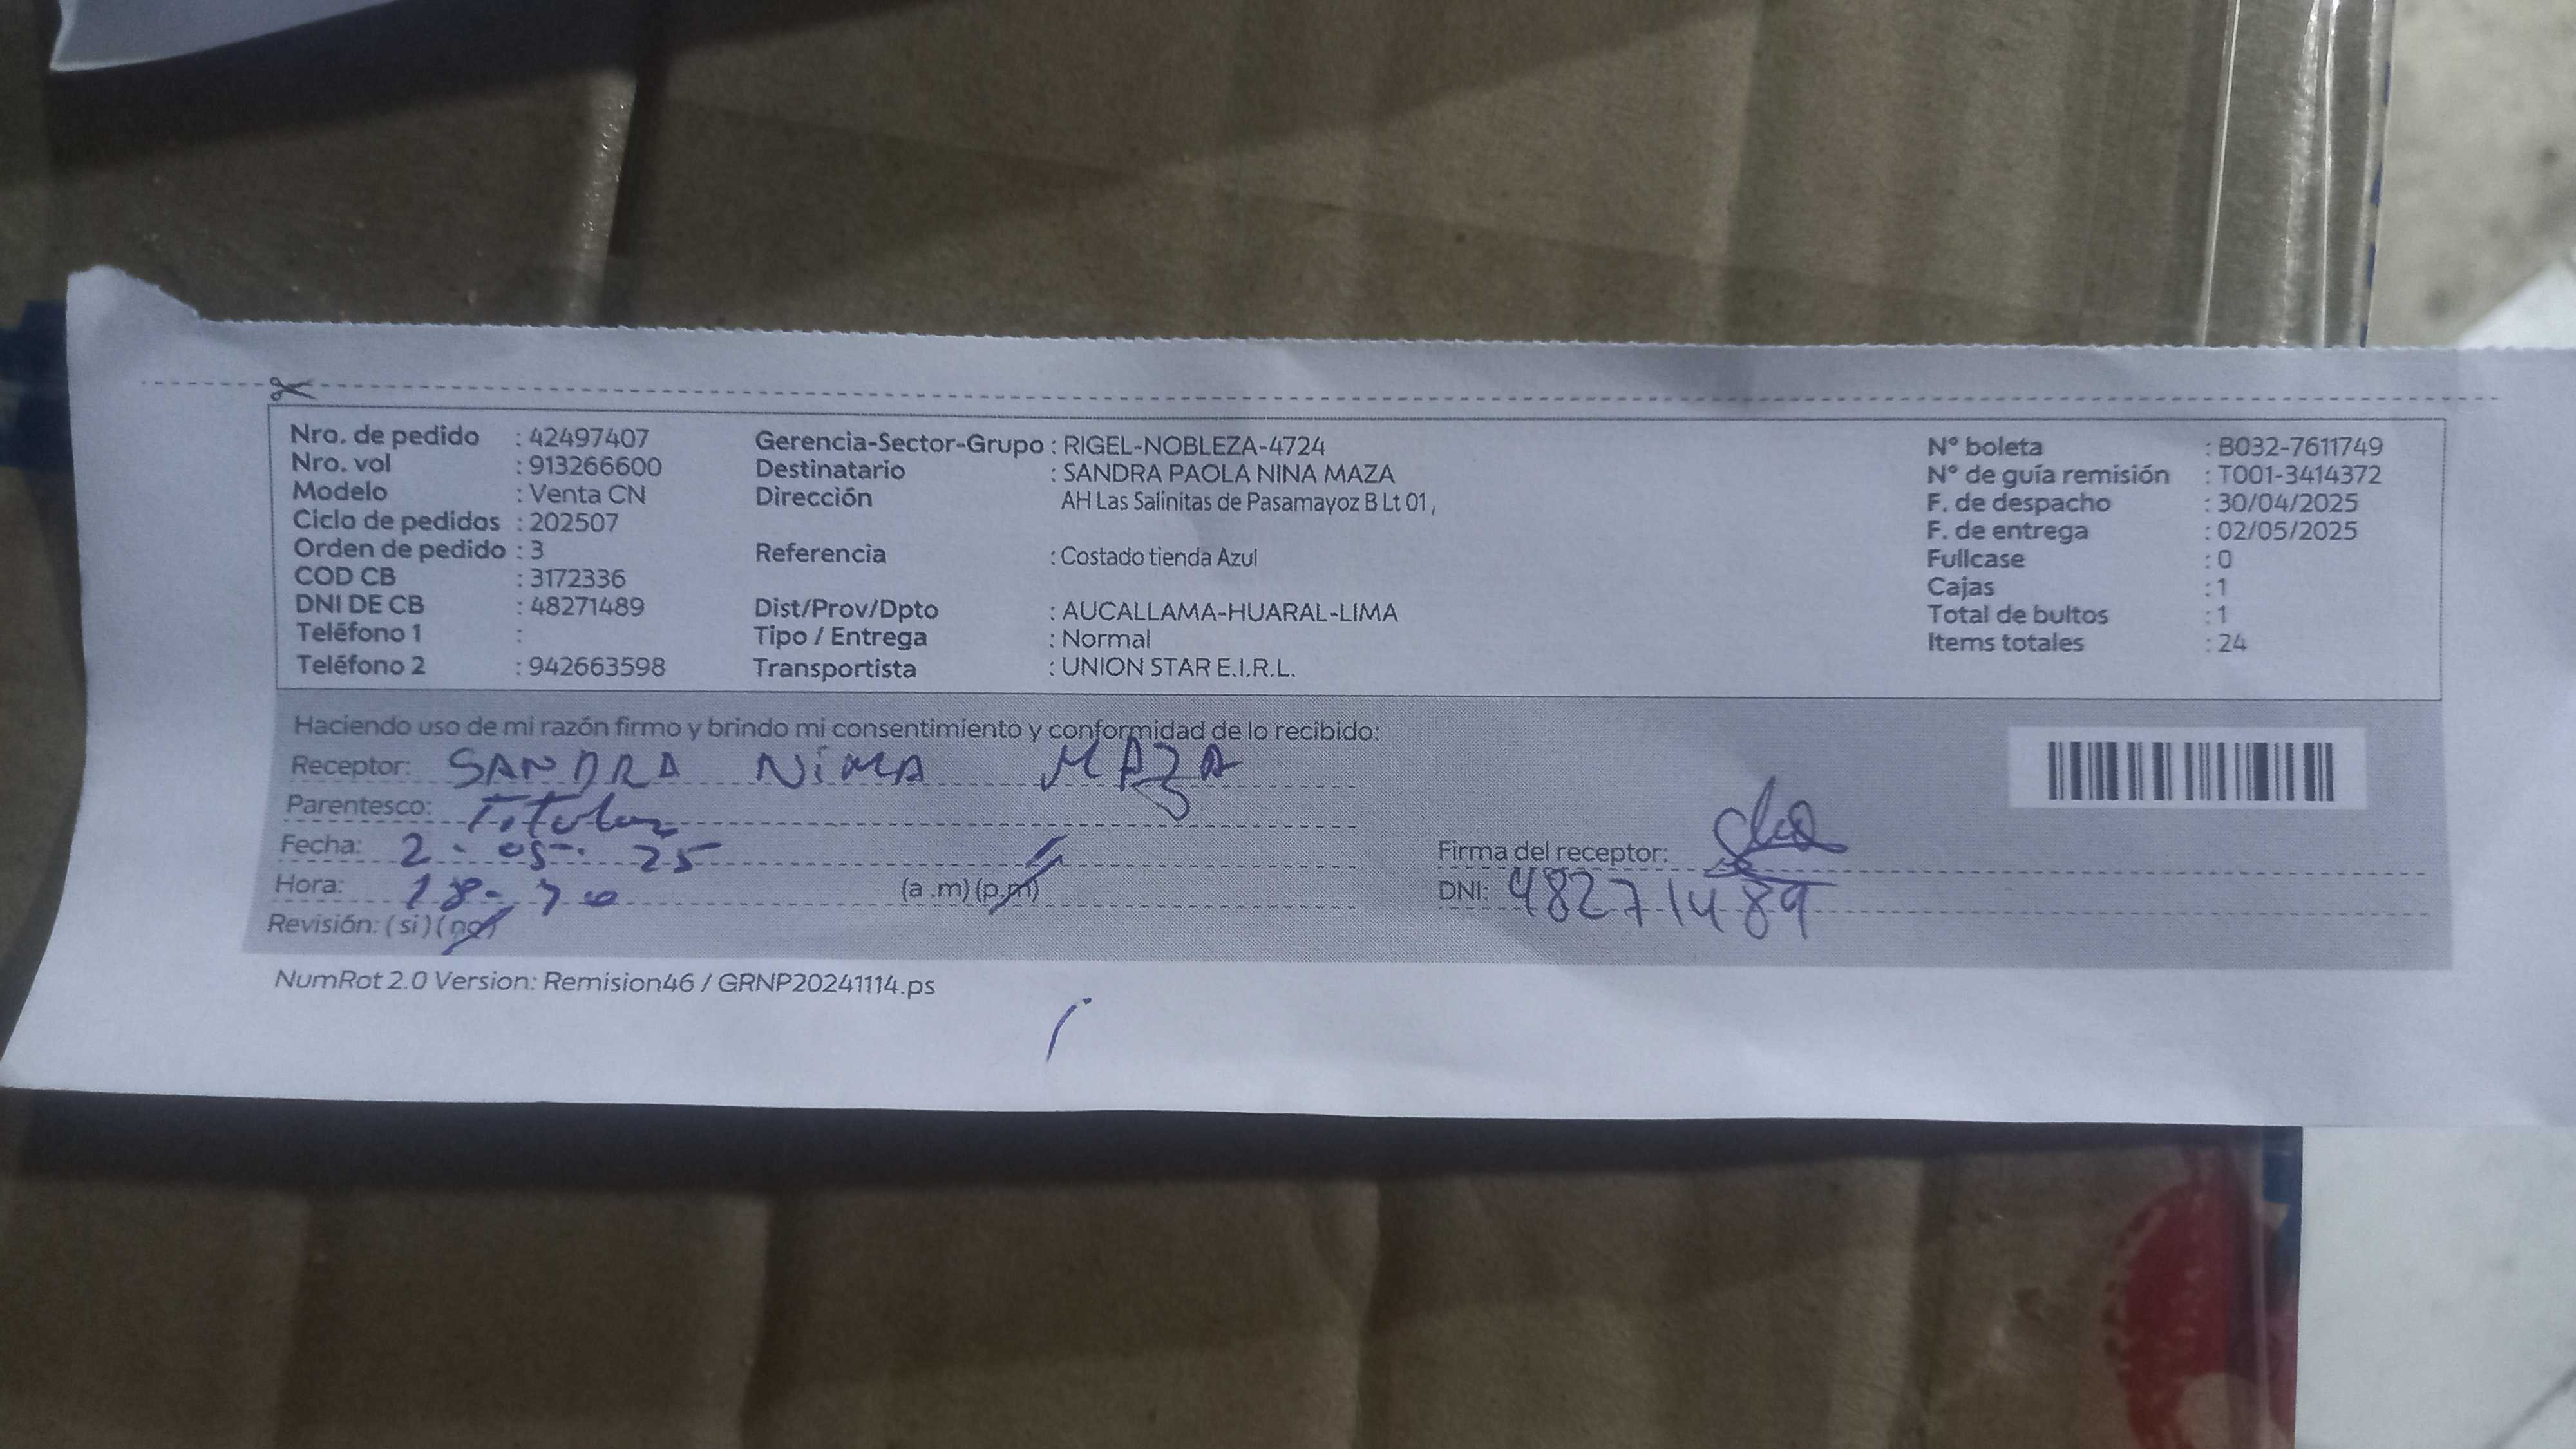 Nro. de pedido : 42497407
Nro. vol : 913266600
Modelo : Venta CN
Ciclo de pedidos : 202507
Orden de pedido : 3
COD CB : 3172336
DNI DE CB : 48271489
Teléfono 1 :
Teléfono 2 : 942663598
Gerencia-Sector-Grupo : RIGEL-NOBLEZA-4724
Destinatario : SANDRA PAOLA NINA MAZA
Dirección AH Las Salinitas de Pasamayoz B Lt 01,
Referencia : Costado tienda Azul
Dist/Prov/Dpto : AUCALLAMA-HUARAL-LIMA
Tipo / Entrega : Normal
Transportista : UNION STAR E.I.R.L.
N° boleta : B032-7611749
N° de guía remisión : T001-3414372
F. de despacho : 30/04/2025
F. de entrega : 02/05/2025
Fullcase : 0
Cajas : 1
Total de bultos : 1
Items totales : 24
Haciendo uso de mi razón firmo y brindo mi consentimiento y conformidad de lo recibido:
Receptor: SANDRA NiMA MAZA
Parentesco: Titular
Fecha: 2-05-25
Hora: (a.m) (p.m)
Revisión: (si) (no)
Firma del receptor:
DNI: 48271489
NumRot 2.0 Version: Remision46 / GRNP20241114.ps